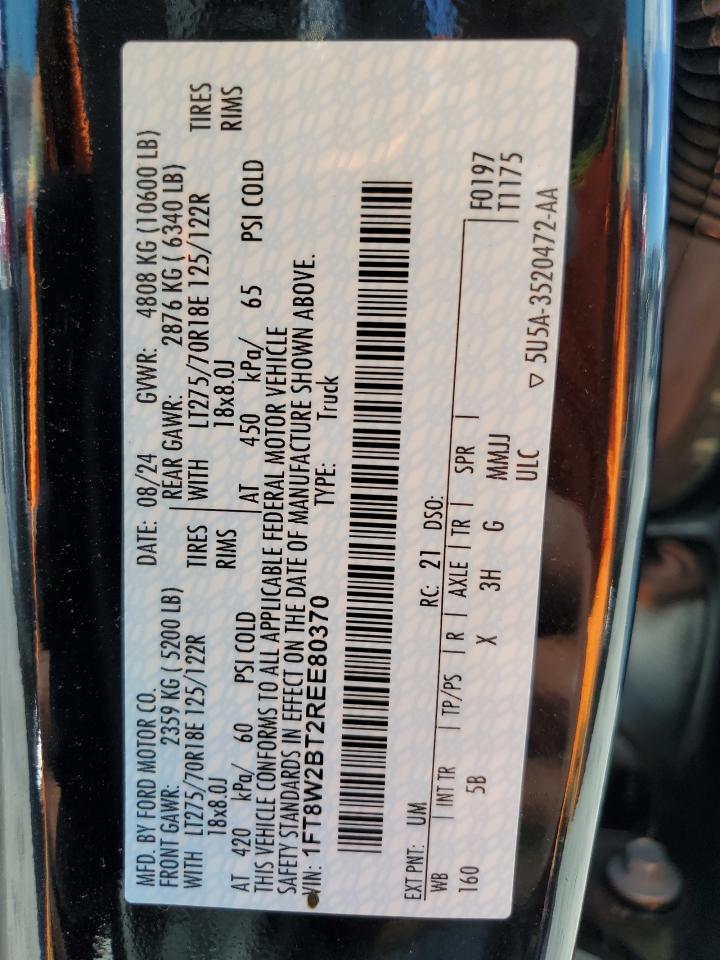 MFD. BY FORD MOTOR CO. DATE: 08/24 GVWR: 4808 KG (10600 LB)
FRONT GAWR: 2359 KG ( 5200 LB) REAR GAWR: 2876 KG ( 6340 LB)
WITH LT275/70R18E 125/122R TIRES WITH LT275/70R18E 125/122R TIRES
18x8.0J RIMS 18x8.0J RIMS
AT 420 kPa/ 60 PSI COLD AT 450 kPa/ 65 PSI COLD
THIS VEHICLE CONFORMS TO ALL APPLICABLE FEDERAL MOTOR VEHICLE
SAFETY STANDARDS IN EFFECT ON THE DATE OF MANUFACTURE SHOWN ABOVE.
VIN: 1FT8W2BT2REE80370 TYPE: Truck
EXT PNT: UM RC: 21 DSO:
WB INT TR TP/PS R AXLE TR SPR F0197
160 5B X 3H G MMJJ T1175
ULC
▽ 5U5A-3520472-AA